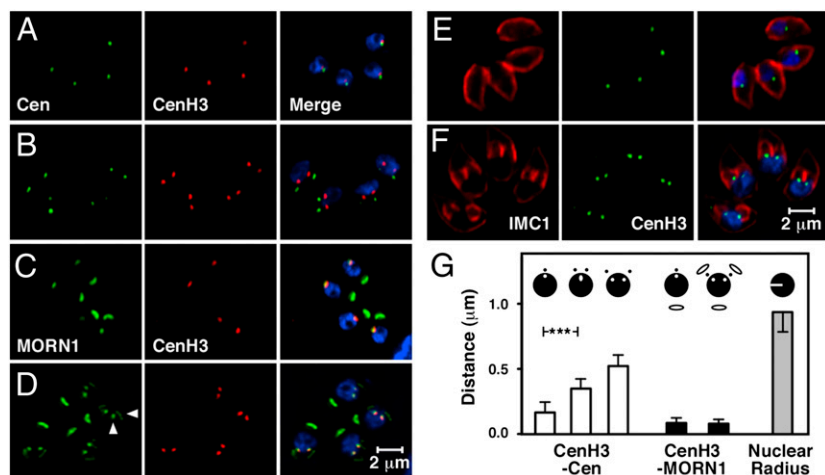 A
Cen
CenH3
Merge
B
C
MORN1
CenH3
D
2 μm
E
F
IMC1
CenH3
2 μm
G
Distance (μm)
1.0
0.5
0.0
***
CenH3
-Cen
CenH3
-MORN1
Nuclear
Radius